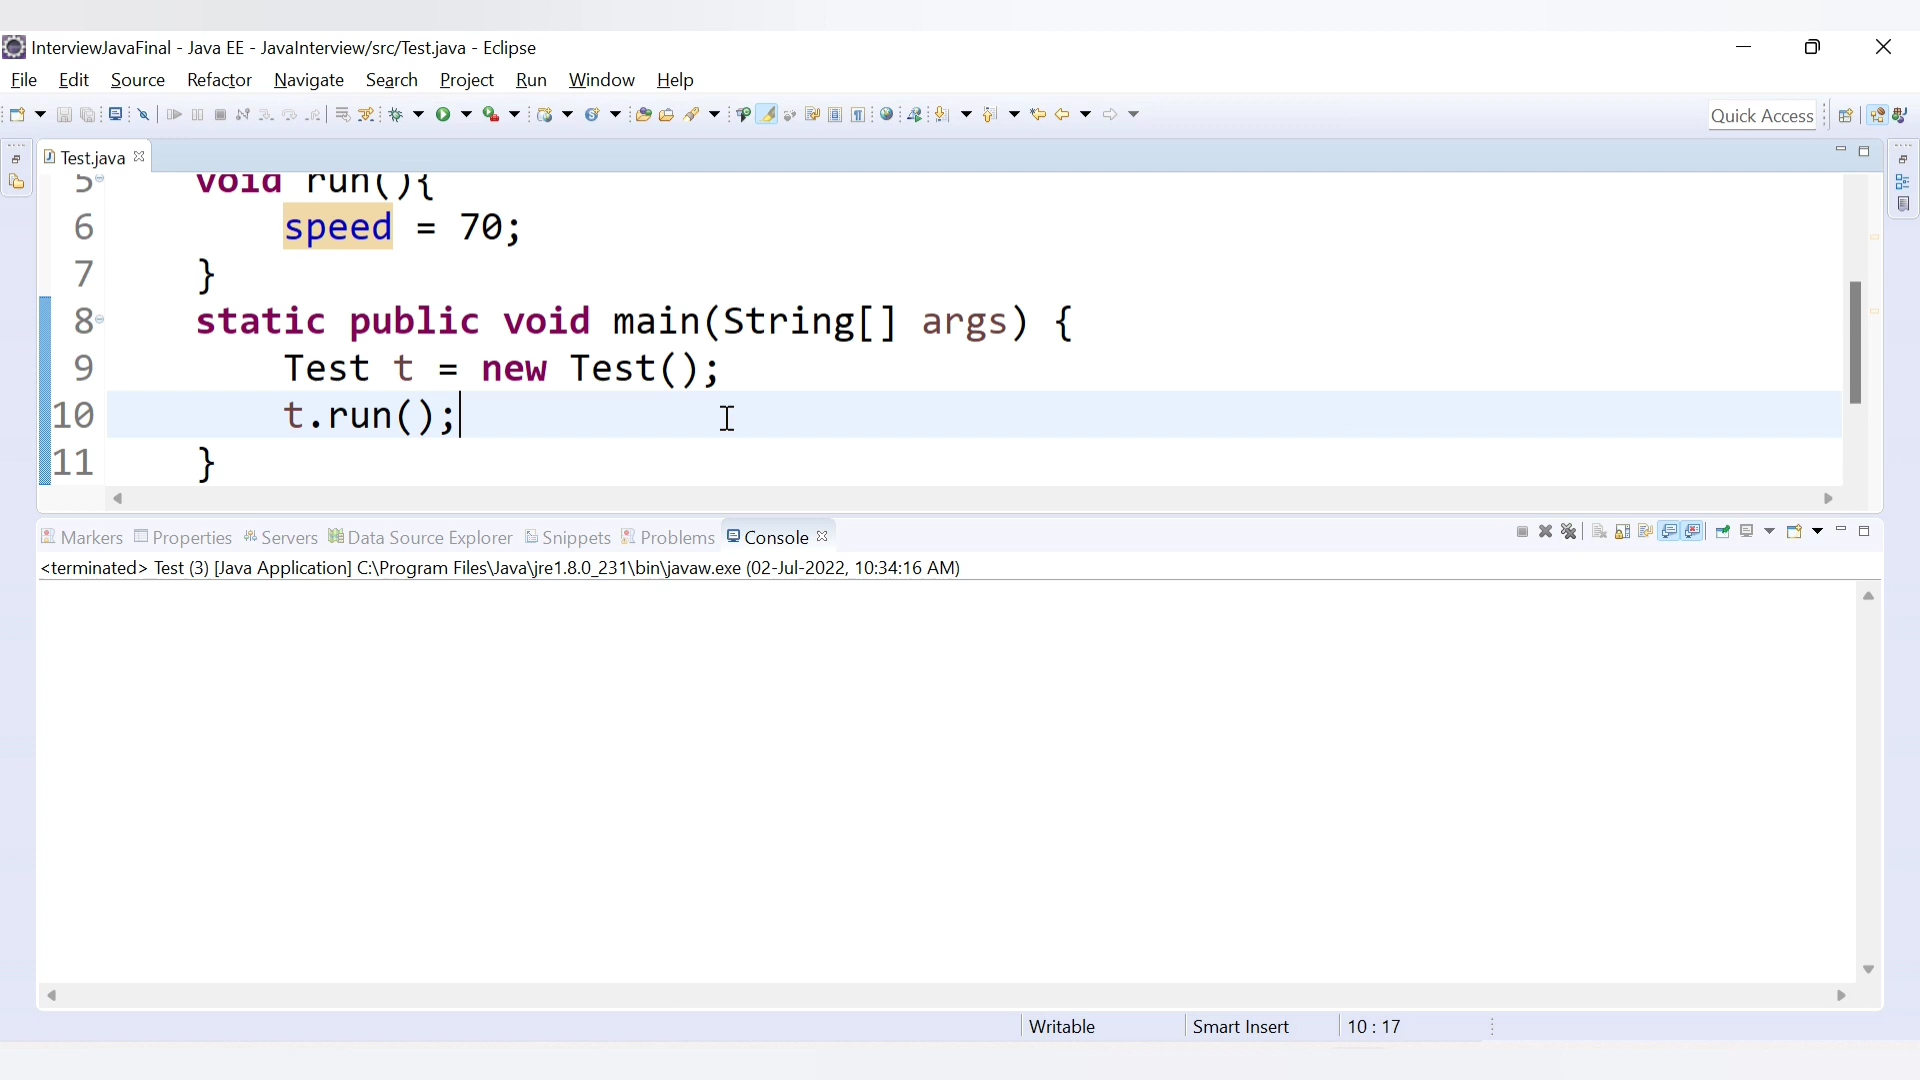 InterviewJavaFinal - Java EE - JavaInterview/src/Test.java - Eclipse
File Edit Source Refactor Navigate Search Project Run Window Help
Quick Access
Test.java
5 void run(){
6 speed = 70;
7 }
8 static public void main(String[] args) {
9 Test t = new Test();
10 t.run();
11 }
Markers Properties Servers Data Source Explorer Snippets Problems Console
<terminated> Test (3) [Java Application] C:\Program Files\Java\jre1.8.0_231\bin\javaw.exe (02-Jul-2022, 10:34:16 AM)
Writable Smart Insert 10 : 17